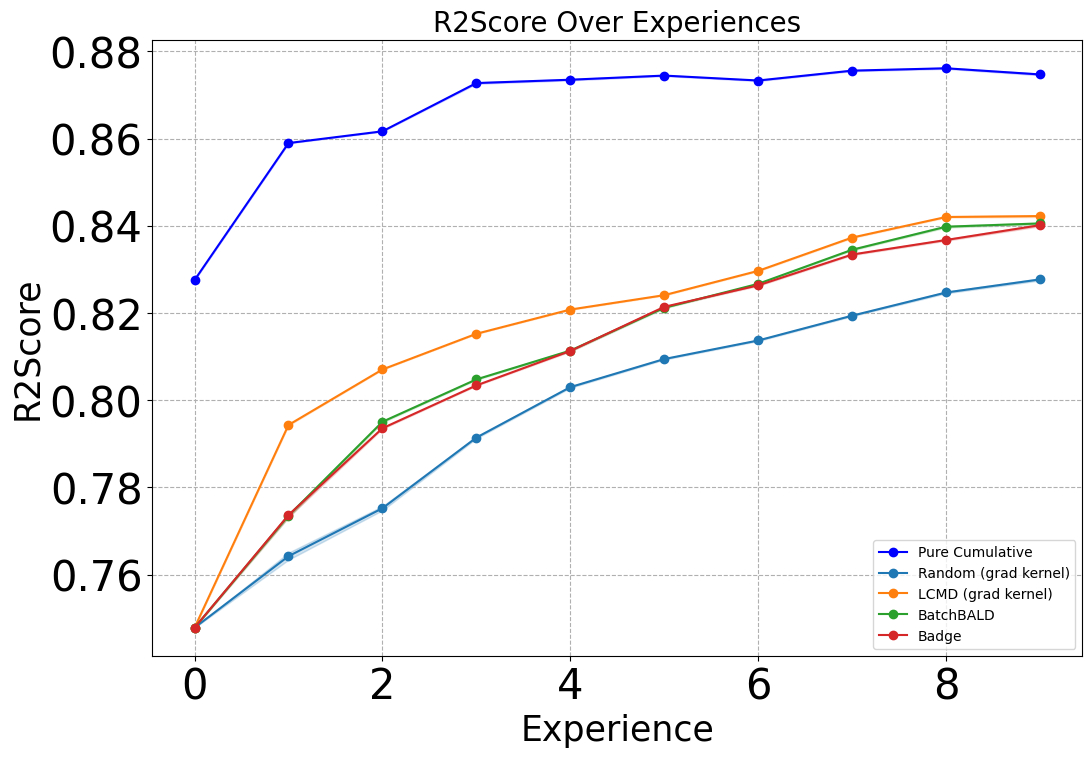 R2Score Over Experiences
R2Score
0.88
0.86
0.84
0.82
0.80
0.78
0.76
0
2
4
6
8
Experience
Pure Cumulative
Random (grad kernel)
LCMD (grad kernel)
BatchBALD
Badge